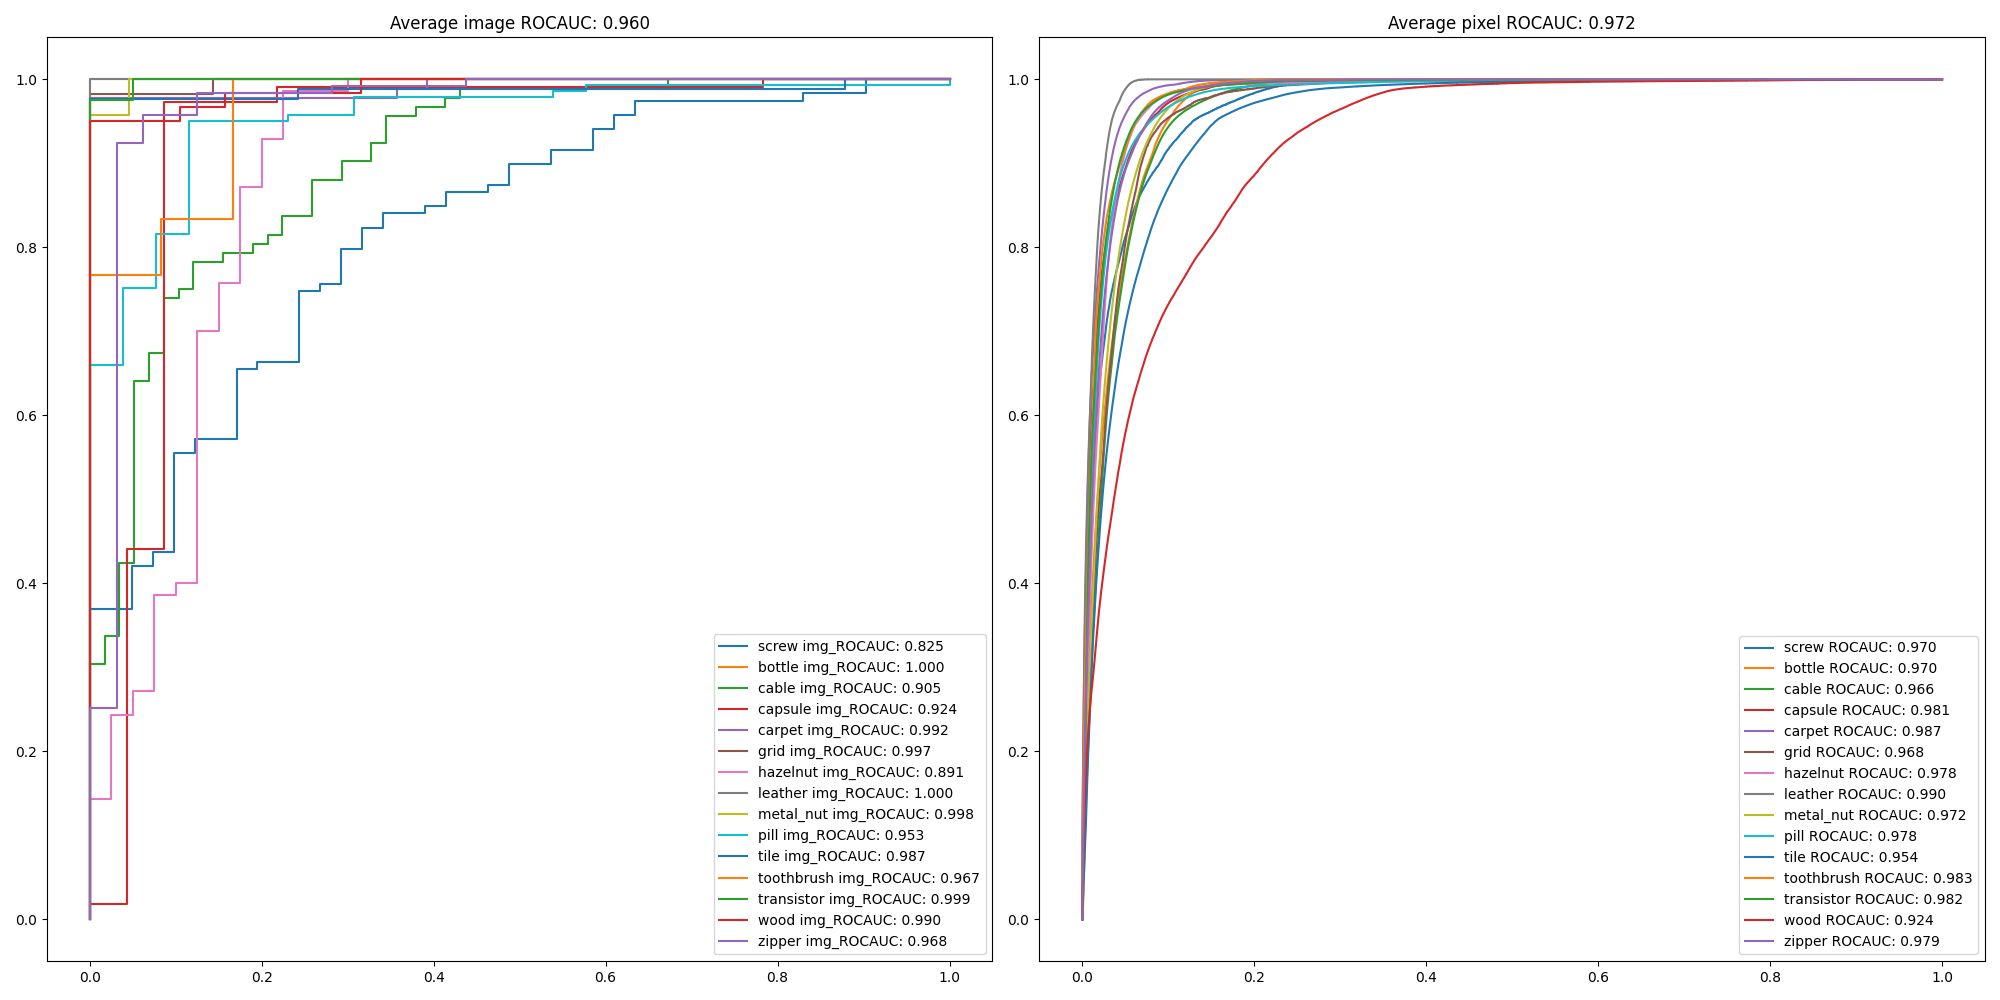 Average image ROCAUC: 0.960
1.0
0.8
0.6
0.4
0.2
0.0
screw img_ROCAUC: 0.825
bottle img_ROCAUC: 1.000
cable img_ROCAUC: 0.905
capsule img_ROCAUC: 0.924
carpet img_ROCAUC: 0.992
grid img_ROCAUC: 0.997
hazelnut img_ROCAUC: 0.891
leather img_ROCAUC: 1.000
metal_nut img_ROCAUC: 0.998
pill img_ROCAUC: 0.953
tile img_ROCAUC: 0.987
toothbrush img_ROCAUC: 0.967
transistor img_ROCAUC: 0.999
wood img_ROCAUC: 0.990
zipper img_ROCAUC: 0.968
0.0 0.2 0.4 0.6 0.8 1.0
Average pixel ROCAUC: 0.972
1.0
0.8
0.6
0.4
0.2
0.0
screw ROCAUC: 0.970
bottle ROCAUC: 0.970
cable ROCAUC: 0.966
capsule ROCAUC: 0.981
carpet ROCAUC: 0.987
grid ROCAUC: 0.968
hazelnut ROCAUC: 0.978
leather ROCAUC: 0.990
metal_nut ROCAUC: 0.972
pill ROCAUC: 0.978
tile ROCAUC: 0.954
toothbrush ROCAUC: 0.983
transistor ROCAUC: 0.982
wood ROCAUC: 0.924
zipper ROCAUC: 0.979
0.0 0.2 0.4 0.6 0.8 1.0